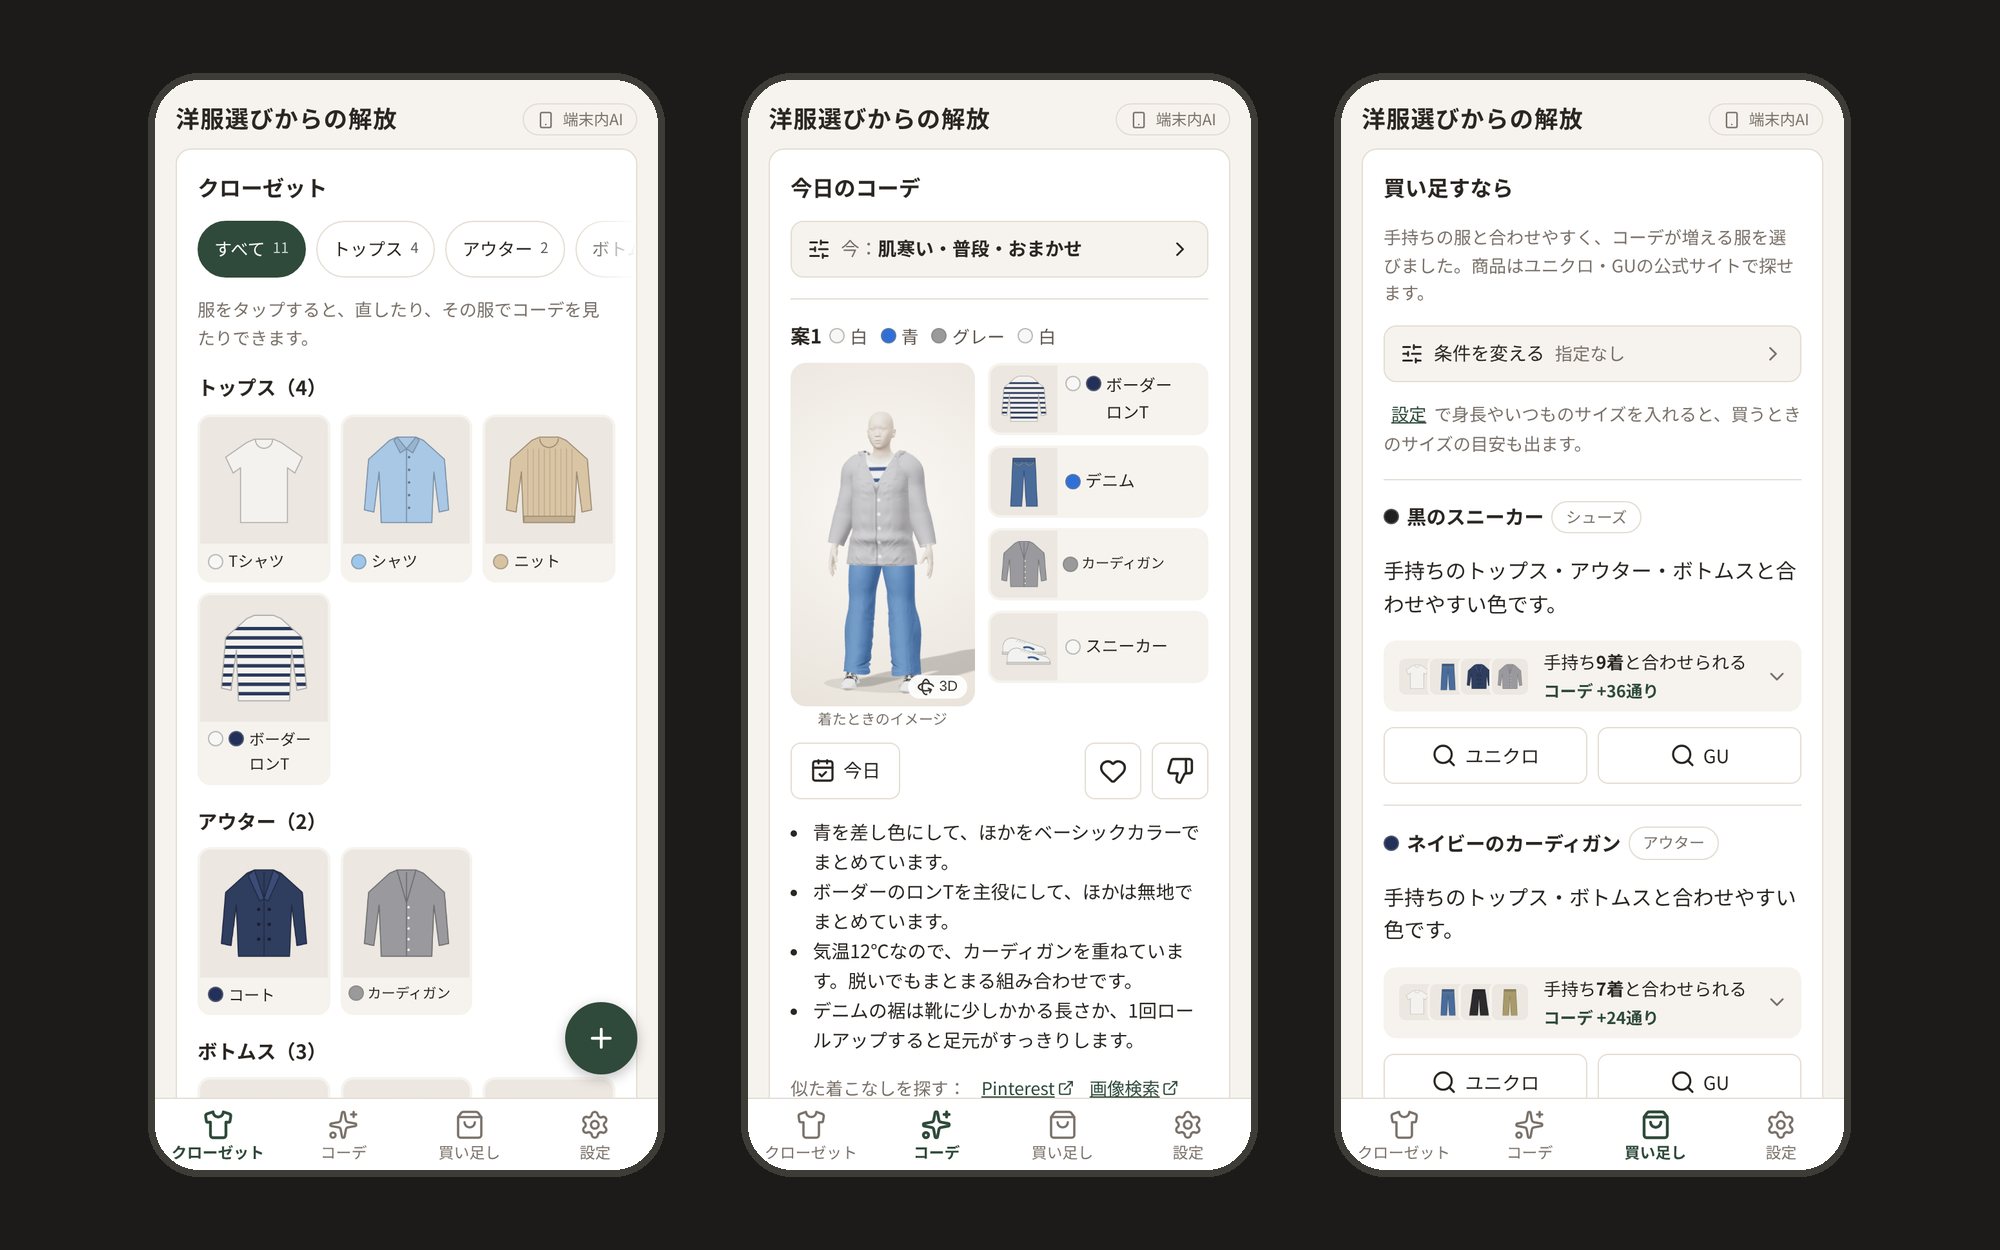 洋服選びからの解放
端末内AI
クローゼット
すべて 11
トップス 4
アウター 2
ボト
服をタップすると、直したり、その服でコーデを見
たりできます。
トップス（4）
Tシャツ
シャツ
ニット
ボーダー
ロンT
アウター（2）
コート
カーディガン
ボトムス（3）
クローゼット
コーデ
買い足し
設定
洋服選びからの解放
端末内AI
今日のコーデ
今：肌寒い・普段・おまかせ
案1 白 青 グレー 白
ボーダー
ロンT
デニム
カーディガン
スニーカー
3D
着たときのイメージ
今日
青を差し色にして、ほかをベーシックカラーで
まとめています。
ボーダーのロンTを主役にして、ほかは無地で
まとめています。
気温12℃なので、カーディガンを重ねていま
す。脱いでもまとまる組み合わせです。
デニムの裾は靴に少しかかる長さか、1回ロー
ルアップすると足元がすっきりします。
似た着こなしを探す： Pinterest 画像検索
クローゼット
コーデ
買い足し
設定
洋服選びからの解放
端末内AI
買い足すなら
手持ちの服と合わせやすく、コーデが増える服を選
びました。商品はユニクロ・GUの公式サイトで探せ
ます。
条件を変える 指定なし
設定 で身長やいつものサイズを入れると、買うとき
のサイズの目安も出ます。
黒のスニーカー シューズ
手持ちのトップス・アウター・ボトムスと合
わせやすい色です。
手持ち9着と合わせられる
コーデ +36通り
ユニクロ
GU
ネイビーのカーディガン アウター
手持ちのトップス・ボトムスと合わせやすい
色です。
手持ち7着と合わせられる
コーデ +24通り
ユニクロ
GU
クローゼット
コーデ
買い足し
設定